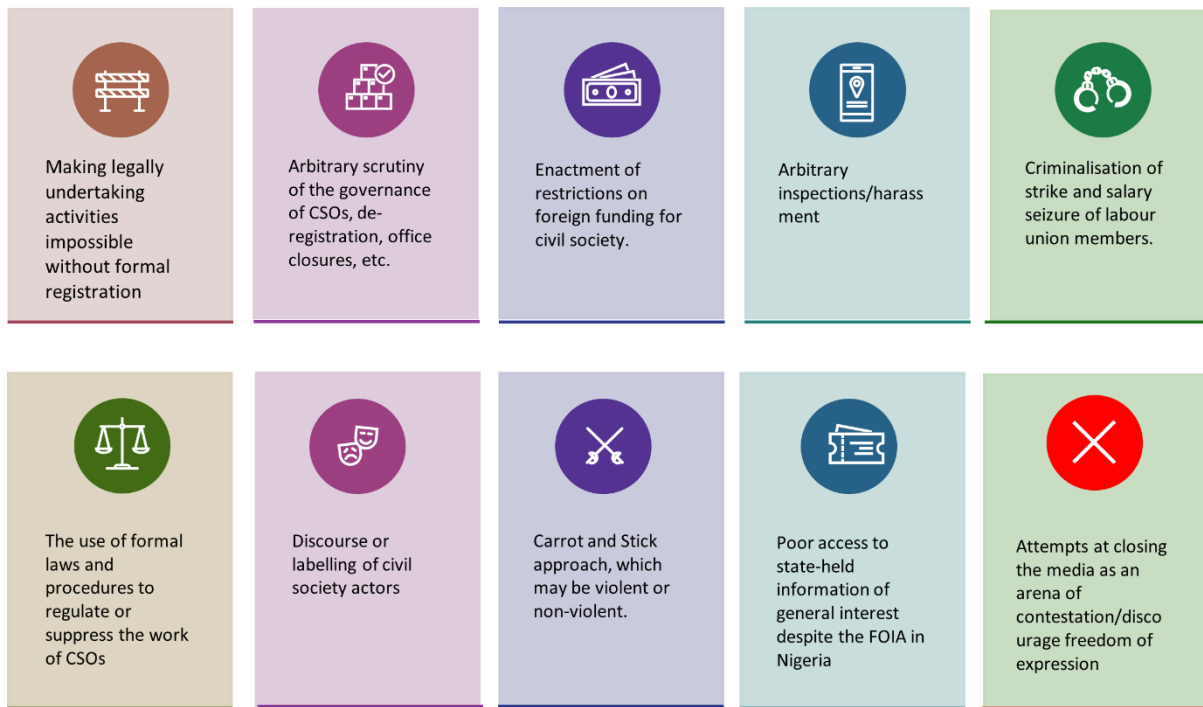 Making legally
undertaking
activities
impossible
without formal
registration
Arbitrary scrutiny
of the governance
of CSOs, de-
registration, office
closures, etc.
Enactment of
restrictions on
foreign funding for
civil society.
Arbitrary
inspections/harass
ment
Criminalisation of
strike and salary
seizure of labour
union members.
The use of formal
laws and
procedures to
regulate or
suppress the work
of CSOs
Discourse or
labelling of civil
society actors
Carrot and Stick
approach, which
may be violent or
non-violent.
Poor access to
state-held
information of
general interest
despite the FOIA in
Nigeria
Attempts at closing
the media as an
arena of
contestation/disco
urage freedom of
expression